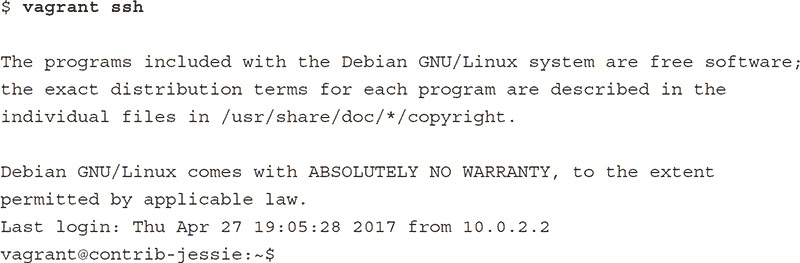 $ vagrant ssh
The programs included with the Debian GNU/Linux system are free software;
the exact distribution terms for each program are described in the
individual files in /usr/share/doc/*/copyright.
Debian GNU/Linux comes with ABSOLUTELY NO WARRANTY, to the extent
permitted by applicable law.
Last login: Thu Apr 27 19:05:28 2017 from 10.0.2.2
vagrant@contrib-jessie:~$